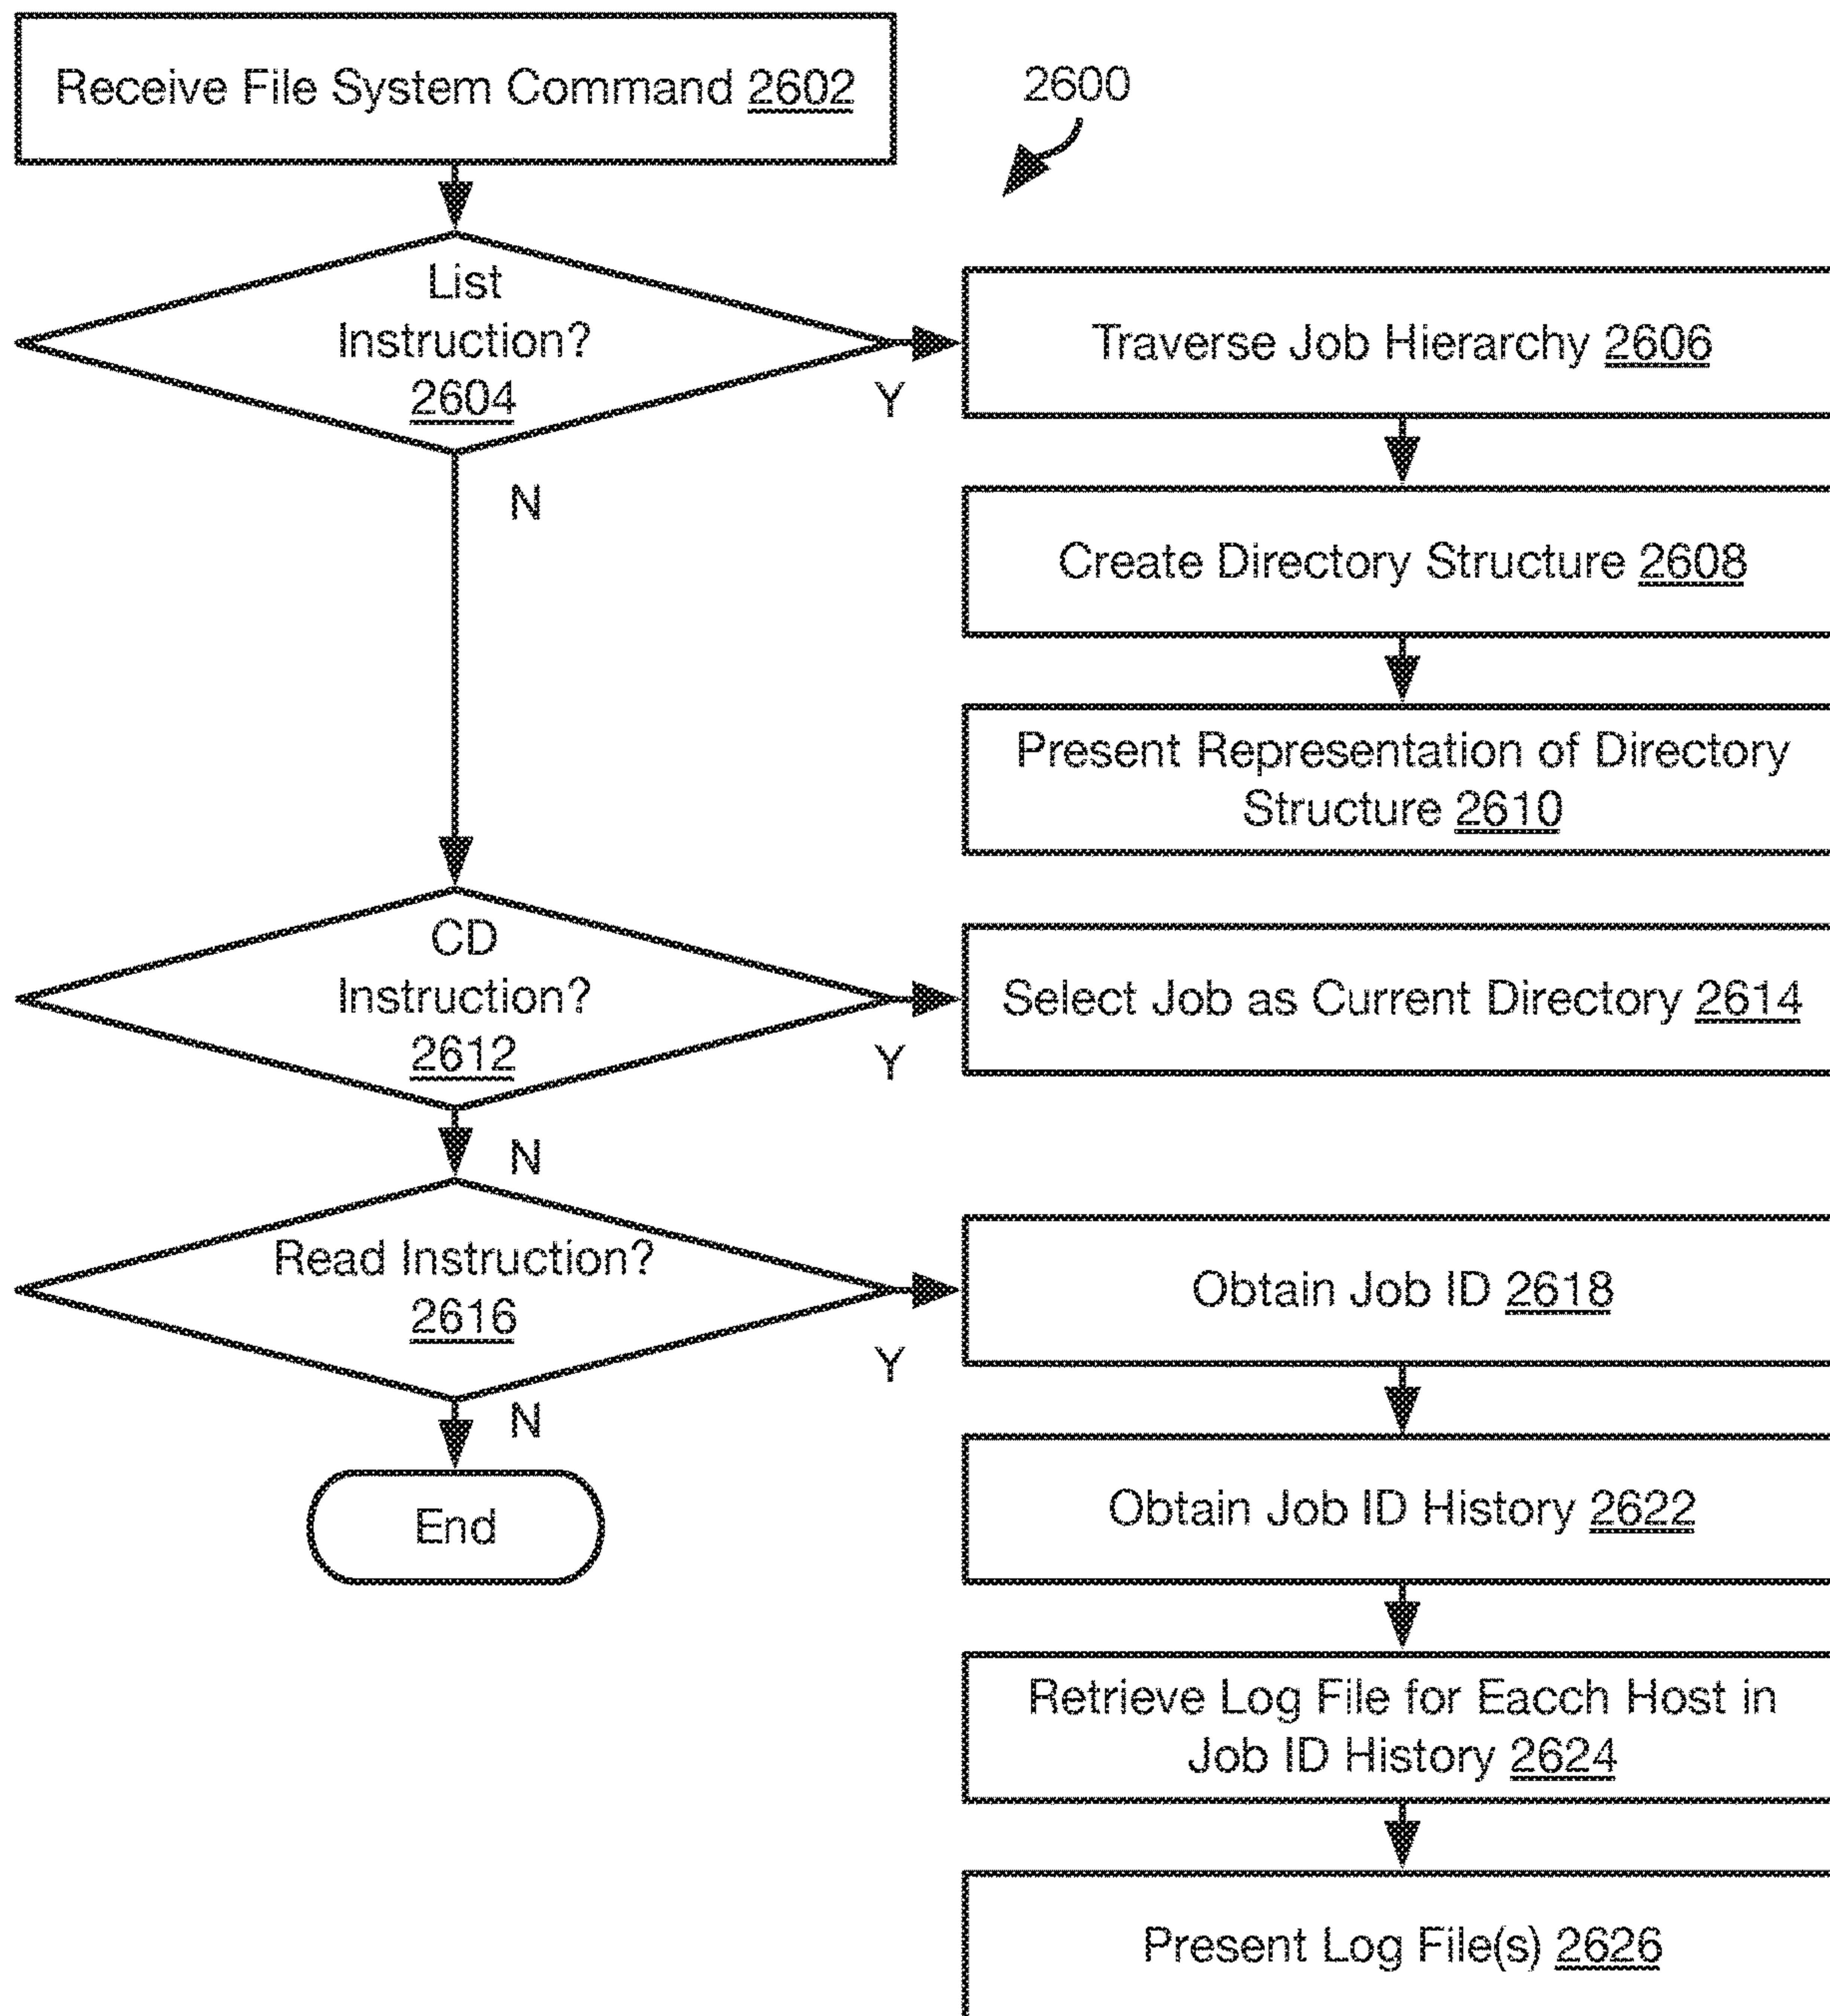 Receive File System Command 2602
2600
List
Instruction?
2604
Y
N
Traverse Job Hierarchy 2606
Create Directory Structure 2608
Present Representation of Directory
Structure 2610
CD
Instruction?
2612
Y
N
Select Job as Current Directory 2614
Read Instruction?
2616
Y
N
End
Obtain Job ID 2618
Obtain Job ID History 2622
Retrieve Log File for Eacch Host in
Job ID History 2624
Present Log File(s) 2626